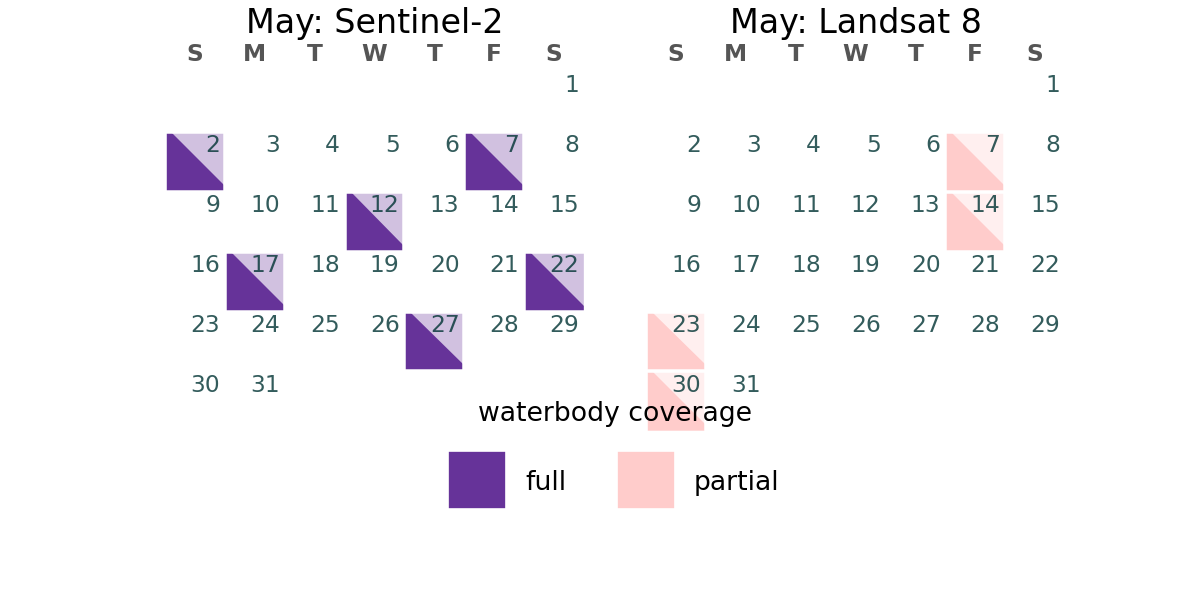 May: Sentinel-2
S M T W T F S
1
2 3 4 5 6 7 8
9 10 11 12 13 14 15
16 17 18 19 20 21 22
23 24 25 26 27 28 29
30 31
May: Landsat 8
S M T W T F S
1
2 3 4 5 6 7 8
9 10 11 12 13 14 15
16 17 18 19 20 21 22
23 24 25 26 27 28 29
30 31
waterbody coverage
full partial